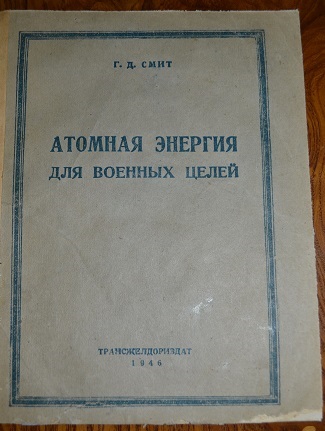 Г. Д. СМИТ
АТОМНАЯ ЭНЕРГИЯ
ДЛЯ ВОЕННЫХ ЦЕЛЕЙ
ТРАНСЖЕЛДОРИЗДАТ
1946